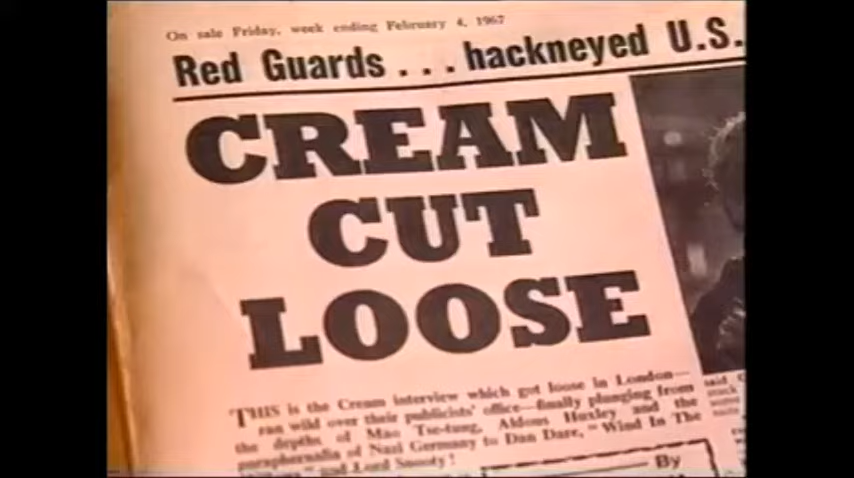 On sale Friday, week ending February 4, 1967
Red Guards . . . hackneyed U.S.
CREAM
CUT
LOOSE
THIS is the Cream interview which got loose in London—
ran wild over their publicists' office—finally plunging from
the depths of Mao Tse-tung, Aldous Huxley and the
paraphernalia of Nazi Germany to Dan Dare, "Wind In The
and Lord Snooty!
said
By